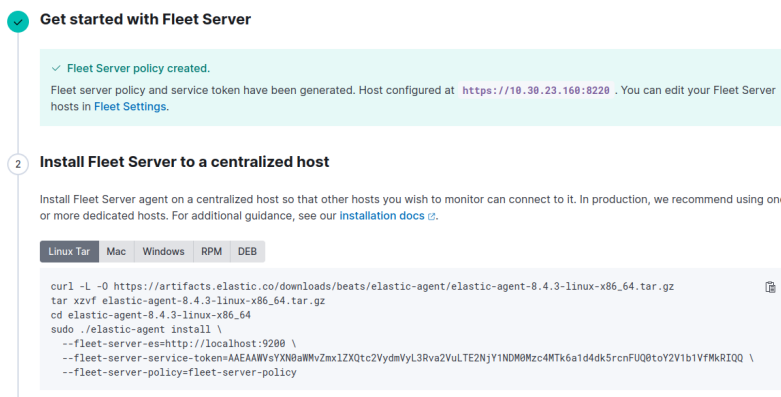 Get started with Fleet Server
Fleet Server policy created.
Fleet server policy and service token have been generated. Host configured at https://10.30.23.160:8220 . You can edit your Fleet Server
hosts in Fleet Settings.
2
Install Fleet Server to a centralized host
Install Fleet Server agent on a centralized host so that other hosts you wish to monitor can connect to it. In production, we recommend using one
or more dedicated hosts. For additional guidance, see our installation docs.
Linux Tar Mac Windows RPM DEB
curl -L -O https://artifacts.elastic.co/downloads/beats/elastic-agent/elastic-agent-8.4.3-linux-x86_64.tar.gz
tar xzvf elastic-agent-8.4.3-linux-x86_64.tar.gz
cd elastic-agent-8.4.3-linux-x86_64
sudo ./elastic-agent install \
--fleet-server-es=http://localhost:9200 \
--fleet-server-service-token=AAEAAWVsYXN0aWMvZmxlZXQtc2VydmVyL3Rva2VuLTE2NjY1NDM0Mzc4MTk6a1d4dk5rcnFUQ0toY2V1b1VfMkRIQQ \
--fleet-server-policy=fleet-server-policy